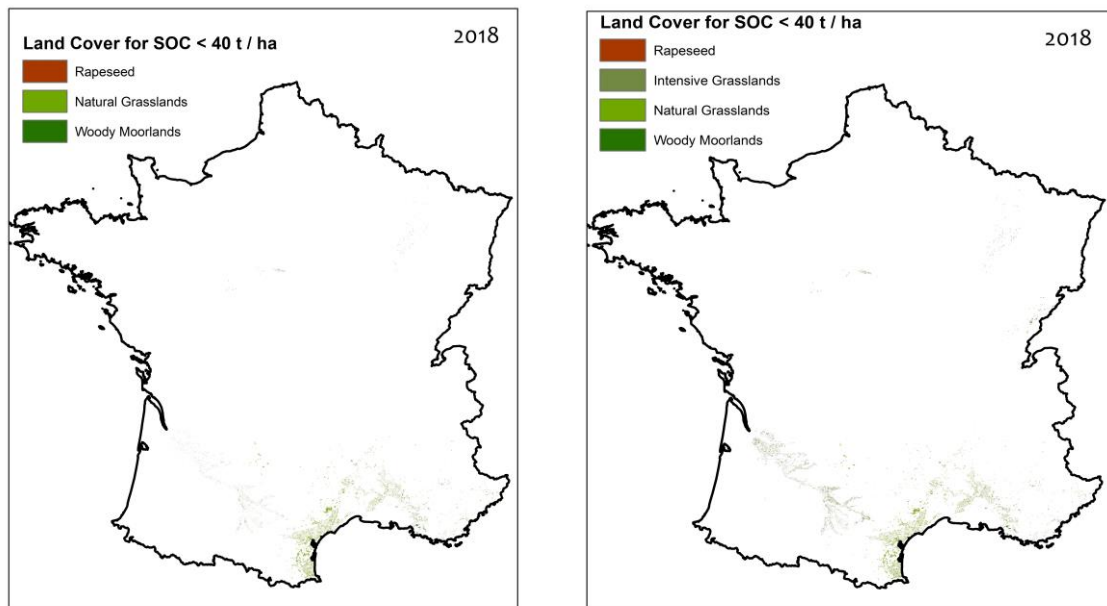 Land Cover for SOC < 40 t / ha
2018
Rapeseed
Natural Grasslands
Woody Moorlands
Land Cover for SOC < 40 t / ha
2018
Rapeseed
Intensive Grasslands
Natural Grasslands
Woody Moorlands